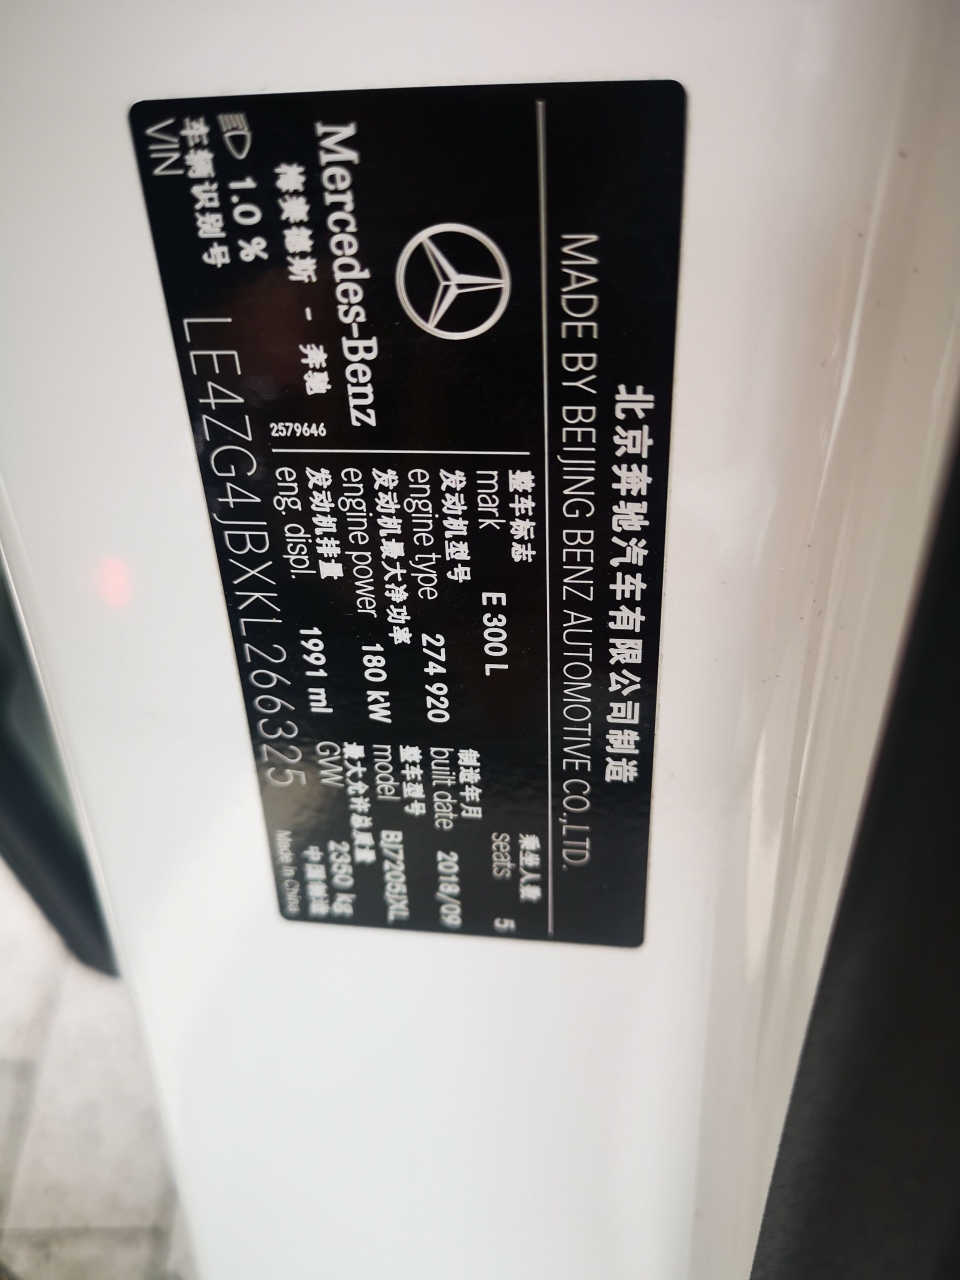 北京奔驰汽车有限公司制造
MADE BY BEIJING BENZ AUTOMOTIVE CO.,LTD.
Mercedes-Benz
梅赛德斯 - 奔驰
2579646
整车标志
mark E 300 L
乘坐人数
seats 5
发动机型号
engine type 274 920
制造年月
built date 2018/09
发动机最大净功率
engine power 180 kW
整车型号
model BJ7205JXL
发动机排量
eng. displ. 1991 ml
最大允许总质量
GVW 2350 kg
1.0 %
车辆识别号
VIN LE4ZG4JBXKL266325
中国制造
Made in China